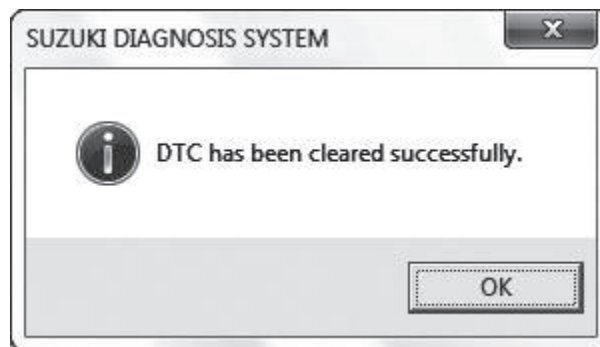 SUZUKI DIAGNOSIS SYSTEM
DTC has been cleared successfully.
OK